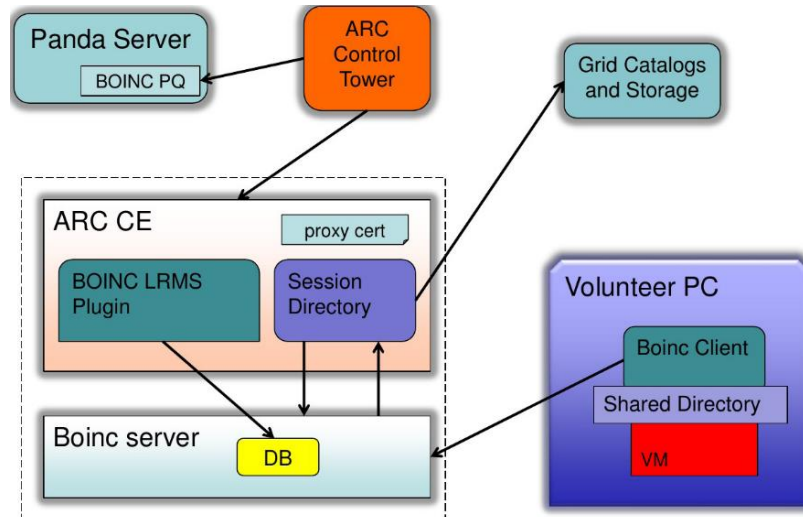 Panda Server
BOINC PQ
ARC
Control
Tower
Grid Catalogs
and Storage
ARC CE
proxy cert
BOINC LRMS
Plugin
Session
Directory
Volunteer PC
Boinc Client
Shared Directory
VM
Boinc server
DB